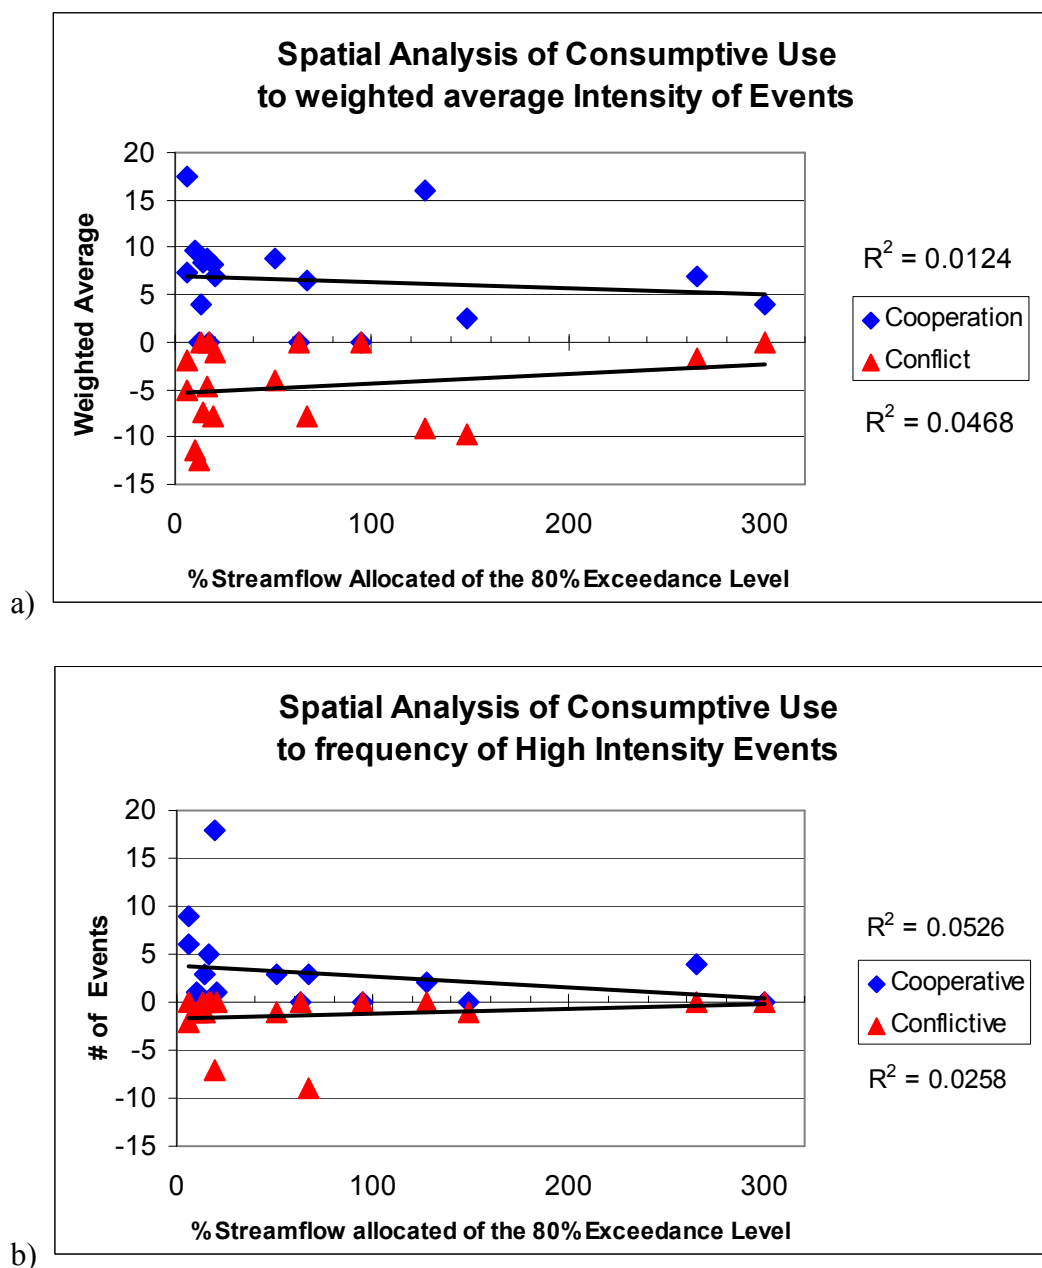 Spatial Analysis of Consumptive Use
to weighted average Intensity of Events
20
15
10
5
0
-5
-10
-15
Weighted Average
0 100 200 300
%Streamflow Allocated of the 80%Exceedance Level
R² = 0.0124
Cooperation
Conflict
R² = 0.0468
a)
Spatial Analysis of Consumptive Use
to frequency of High Intensity Events
20
15
10
5
0
-5
-10
-15
# of Events
0 100 200 300
%Streamflow allocated of the 80%Exceedance Level
R² = 0.0526
Cooperative
Conflictive
R² = 0.0258
b)